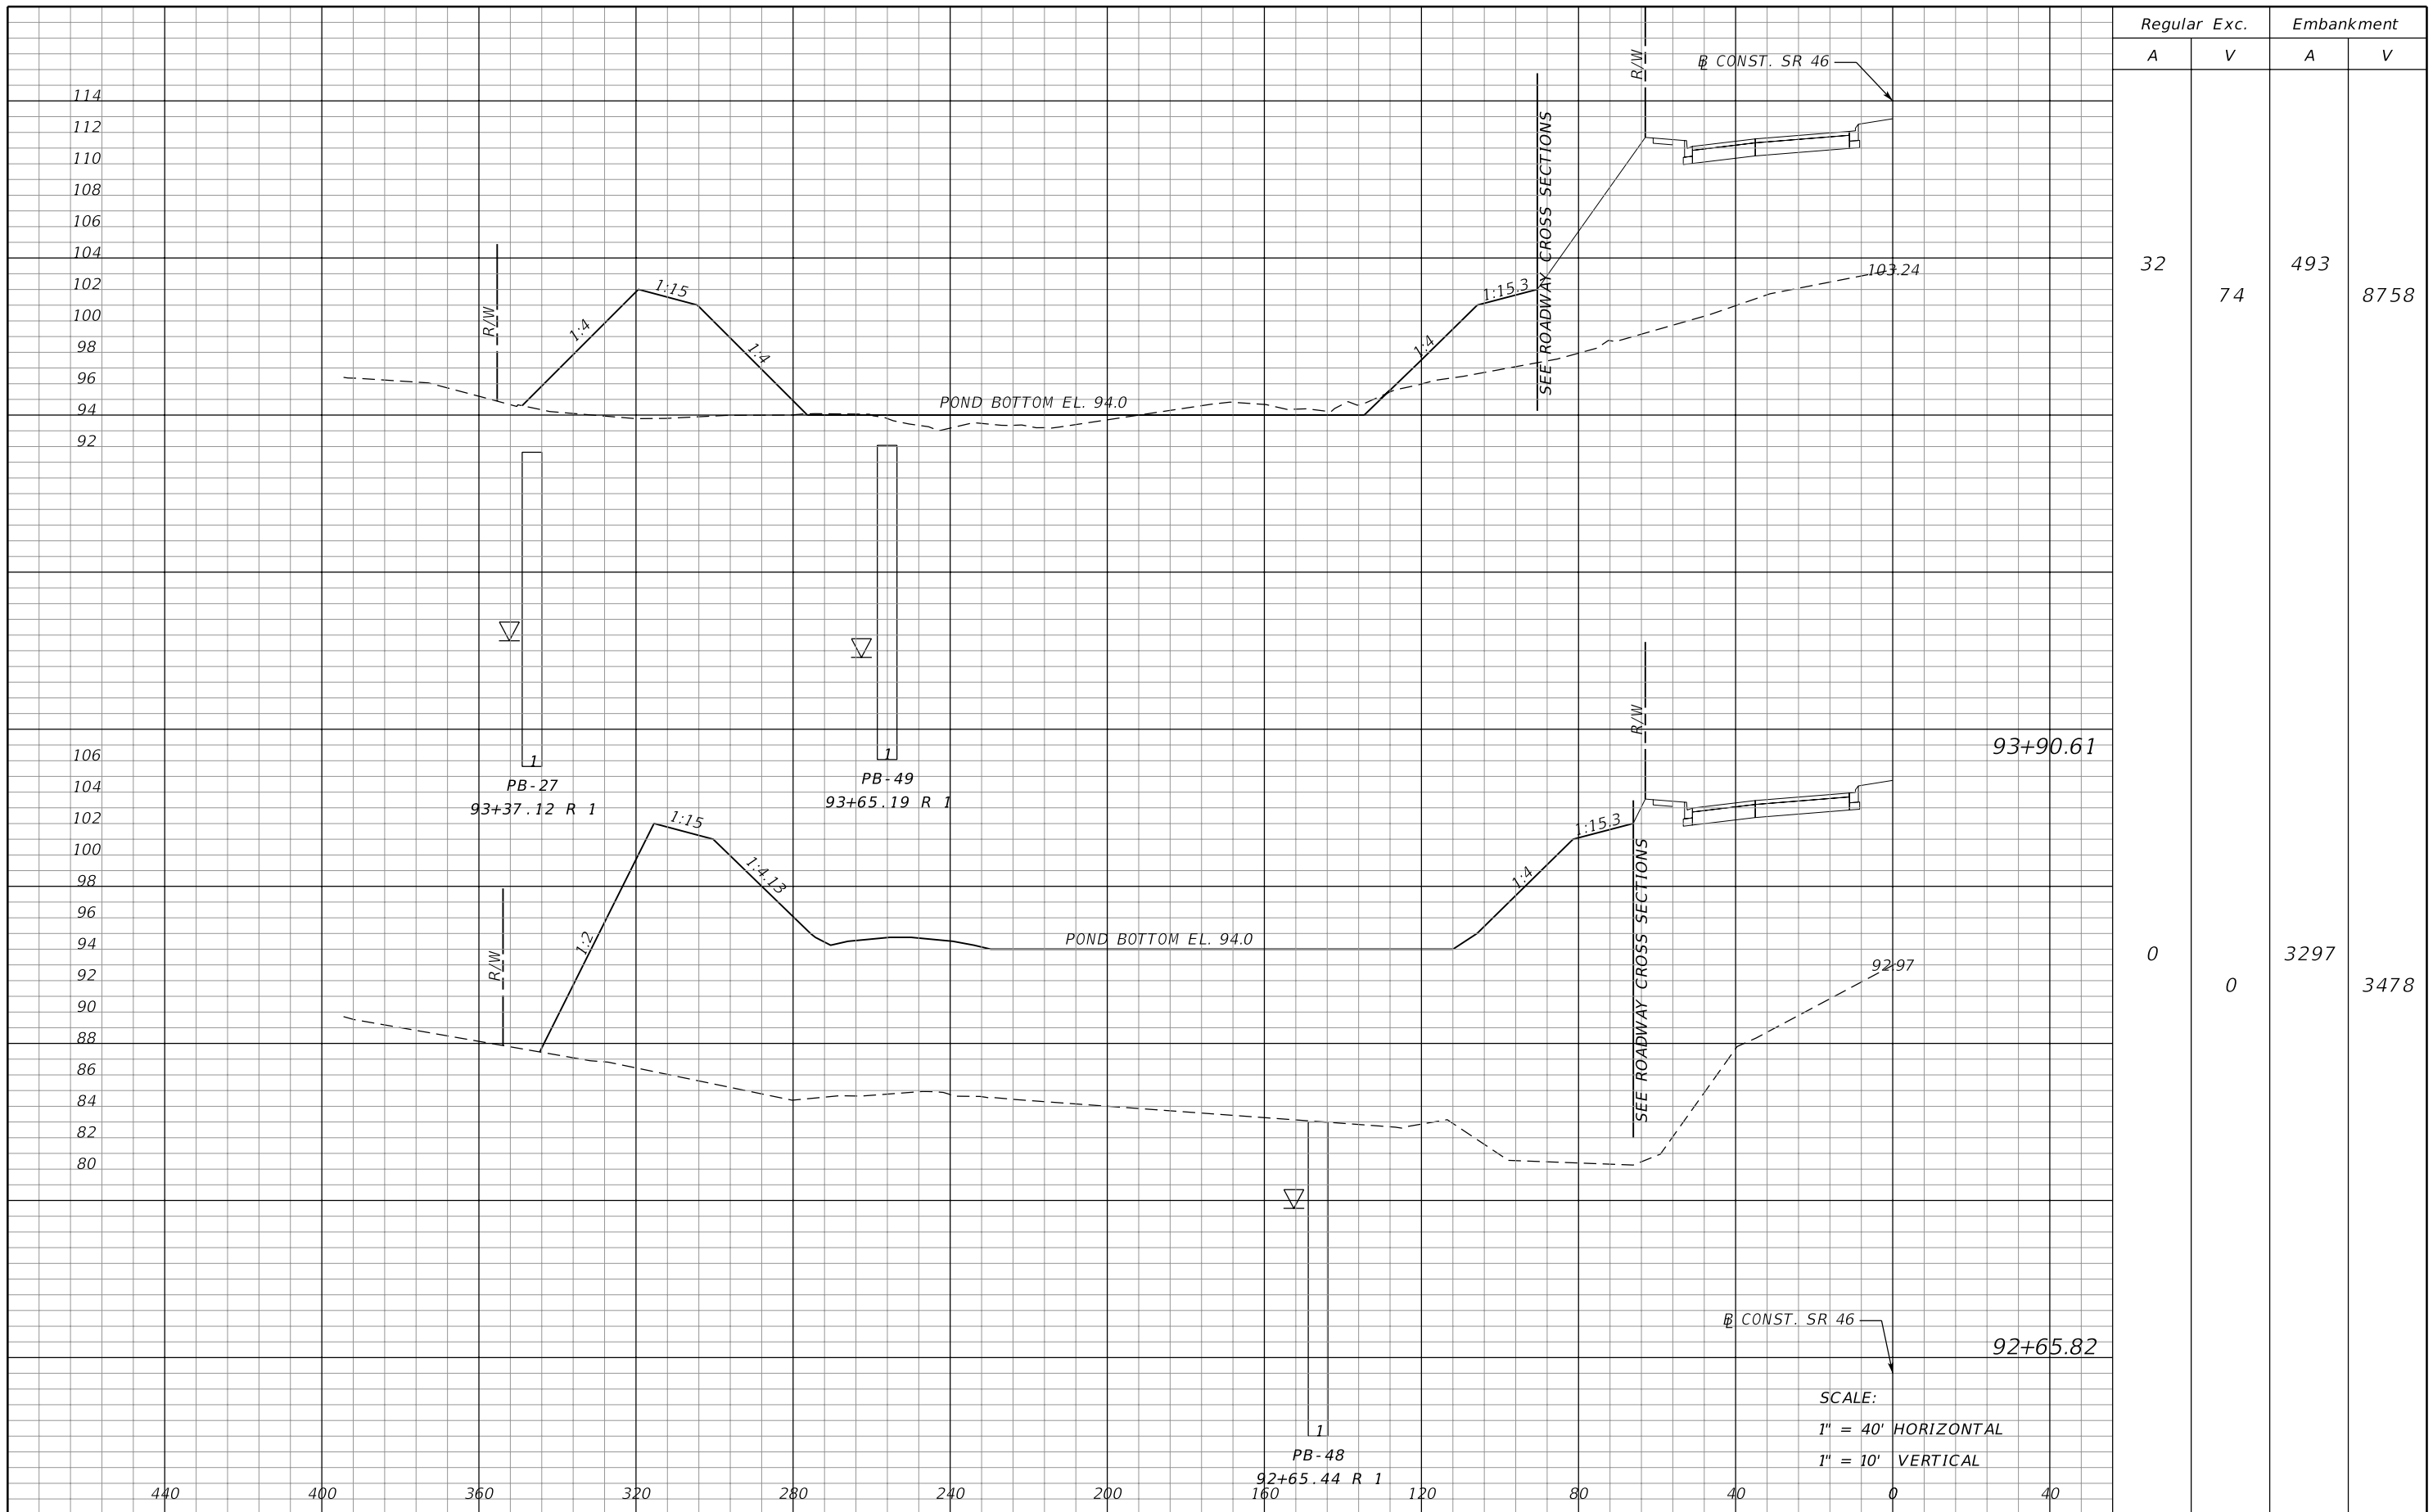 Regular Exc. Embankment
A V A V
R/W
BL CONST. SR 46
SEE ROADWAY CROSS SECTIONS
114
112
110
108
106
104
102
100
98
96
94
92
R/W
1:4
1:15
1:4
POND BOTTOM EL. 94.0
1:4
1:15.3
103.24
32 493
74 8758
1
PB-27
93+37.12 R 1
1
PB-49
93+65.19 R 1
R/W
93+90.61
106
104
102
100
98
96
94
92
90
88
86
84
82
80
R/W
1:2
1:15
1:4.13
POND BOTTOM EL. 94.0
1:4
1:15.3
SEE ROADWAY CROSS SECTIONS
92.97
0 3297
0 3478
BL CONST. SR 46
92+65.82
1
PB-48
92+65.44 R 1
SCALE:
1" = 40' HORIZONTAL
1" = 10' VERTICAL
440 400 360 320 280 240 200 160 120 80 40 0 40